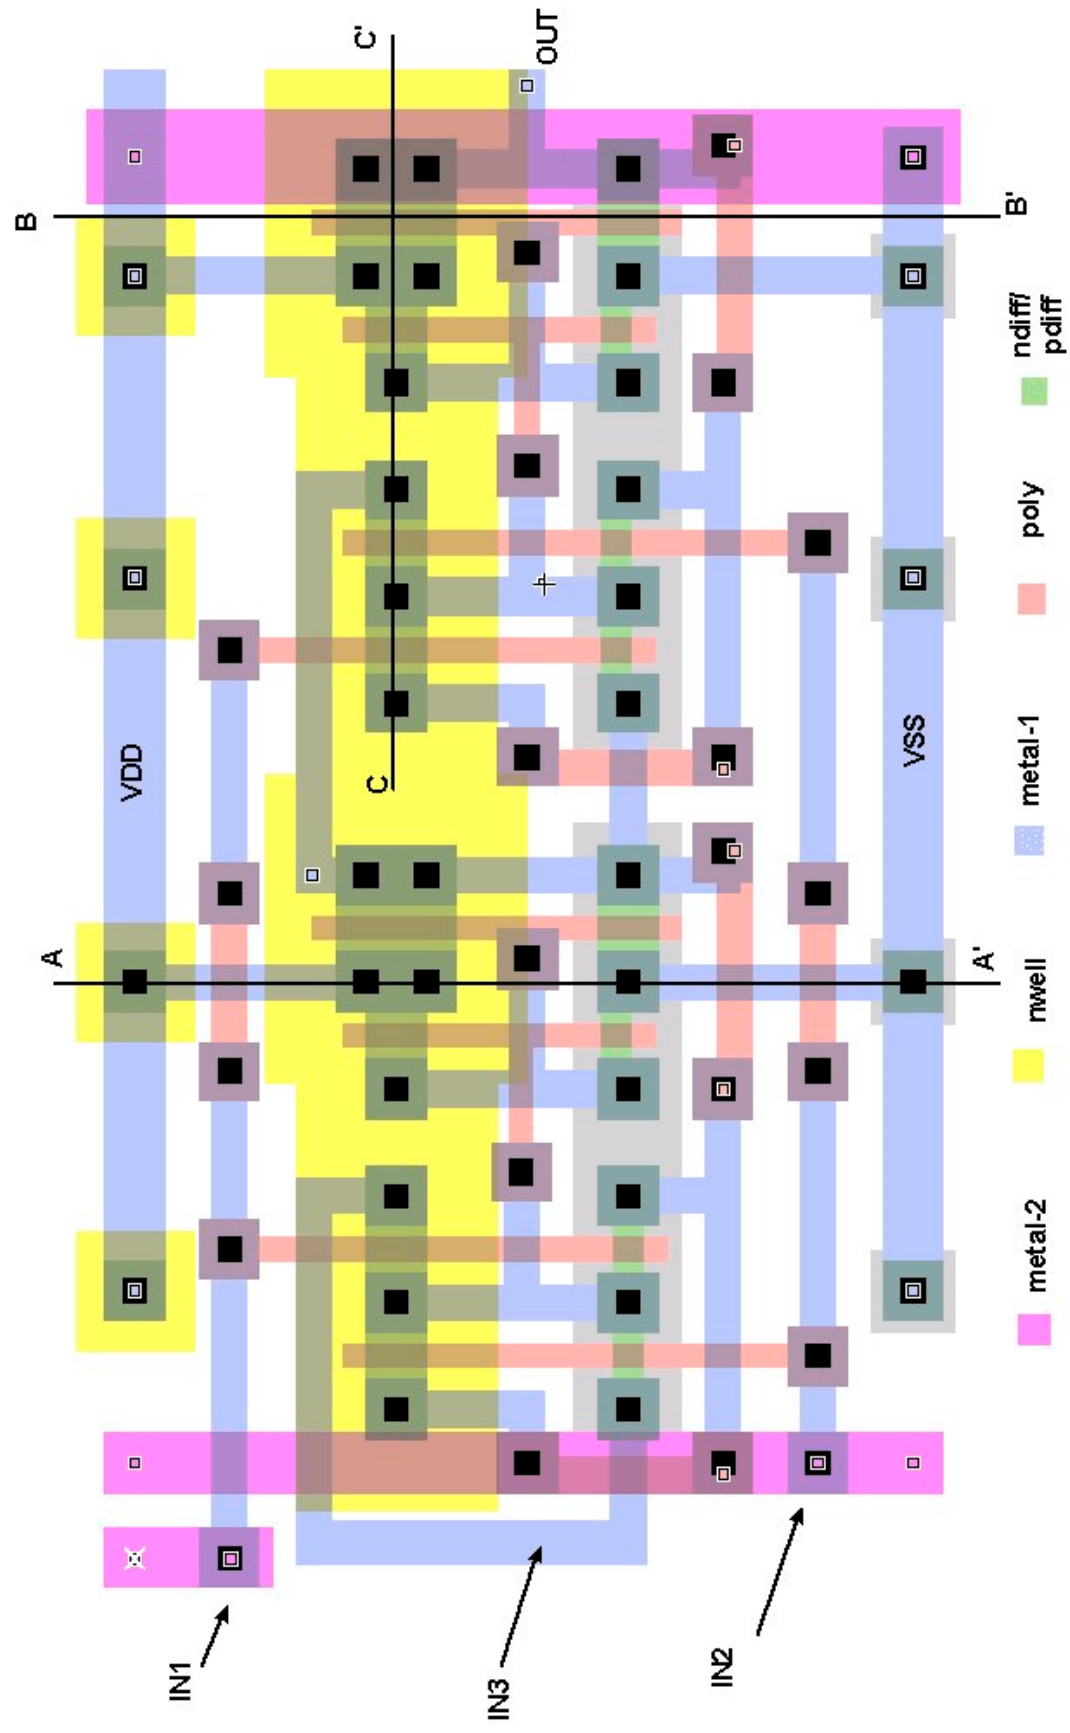 A
B
C'
OUT
VDD
C
VSS
A'
B'
IN1
IN3
IN2
metal-2
nwell
metal-1
poly
ndiff/
pdiff